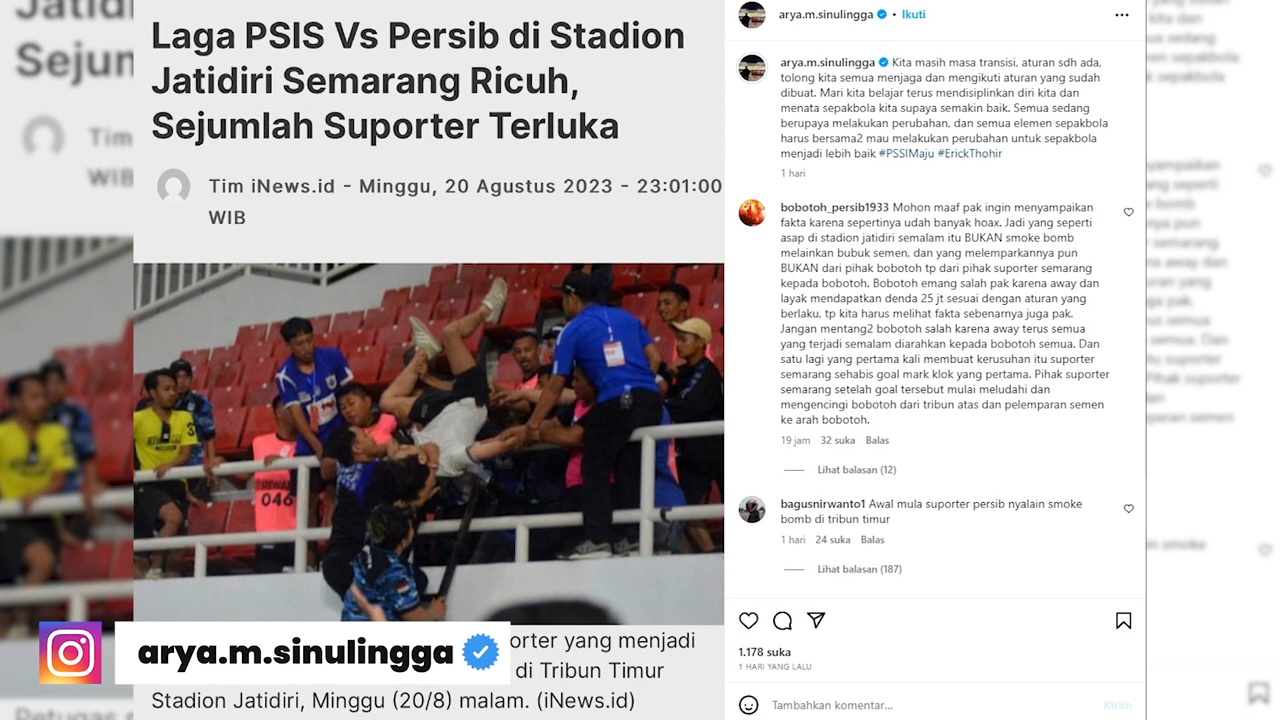 Laga PSIS Vs Persib di Stadion
Jatidiri Semarang Ricuh,
Sejumlah Suporter Terluka
Tim iNews.id - Minggu, 20 Agustus 2023 - 23:01:00
WIB
046
arya.m.sinulingga
porter yang menjadi
di Tribun Timur
Stadion Jatidiri, Minggu (20/8) malam. (iNews.id)
arya.m.sinulingga • Ikuti
arya.m.sinulingga Kita masih masa transisi, aturan sdh ada,
tolong kita semua menjaga dan mengikuti aturan yang sudah
dibuat. Mari kita belajar terus mendisiplinkan diri kita dan
menata sepakbola kita supaya semakin baik. Semua sedang
berupaya melakukan perubahan, dan semua elemen sepakbola
harus bersama2 mau melakukan perubahan untuk sepakbola
menjadi lebih baik #PSSIMaju #ErickThohir
1 hari
bobotoh_persib1933 Mohon maaf pak ingin menyampaikan
fakta karena sepertinya udah banyak hoax. Jadi yang seperti
asap di stadion jatidiri semalam itu BUKAN smoke bomb
melainkan bubuk semen, dan yang melemparkannya pun
BUKAN dari pihak bobotoh tp dari pihak suporter semarang
kepada bobotoh. Bobotoh emang salah pak karena away dan
layak mendapatkan denda 25 jt sesuai dengan aturan yang
berlaku, tp kita harus melihat fakta sebenarnya juga pak.
Jangan mentang2 bobotoh salah karena away terus semua
yang terjadi semalam diarahkan kepada bobotoh semua. Dan
satu lagi yang pertama kali membuat kerusuhan itu suporter
semarang sehabis goal mark klok yang pertama. Pihak suporter
semarang setelah goal tersebut mulai meludahi dan
mengencingi bobotoh dari tribun atas dan pelemparan semen
ke arah bobotoh.
19 jam 32 suka Balas
Lihat balasan (12)
bagusnirwanto1 Awal mula suporter persib nyalain smoke
bomb di tribun timur
1 hari 24 suka Balas
Lihat balasan (187)
1.178 suka
1 HARI YANG LALU
Tambahkan komentar...
Kirim